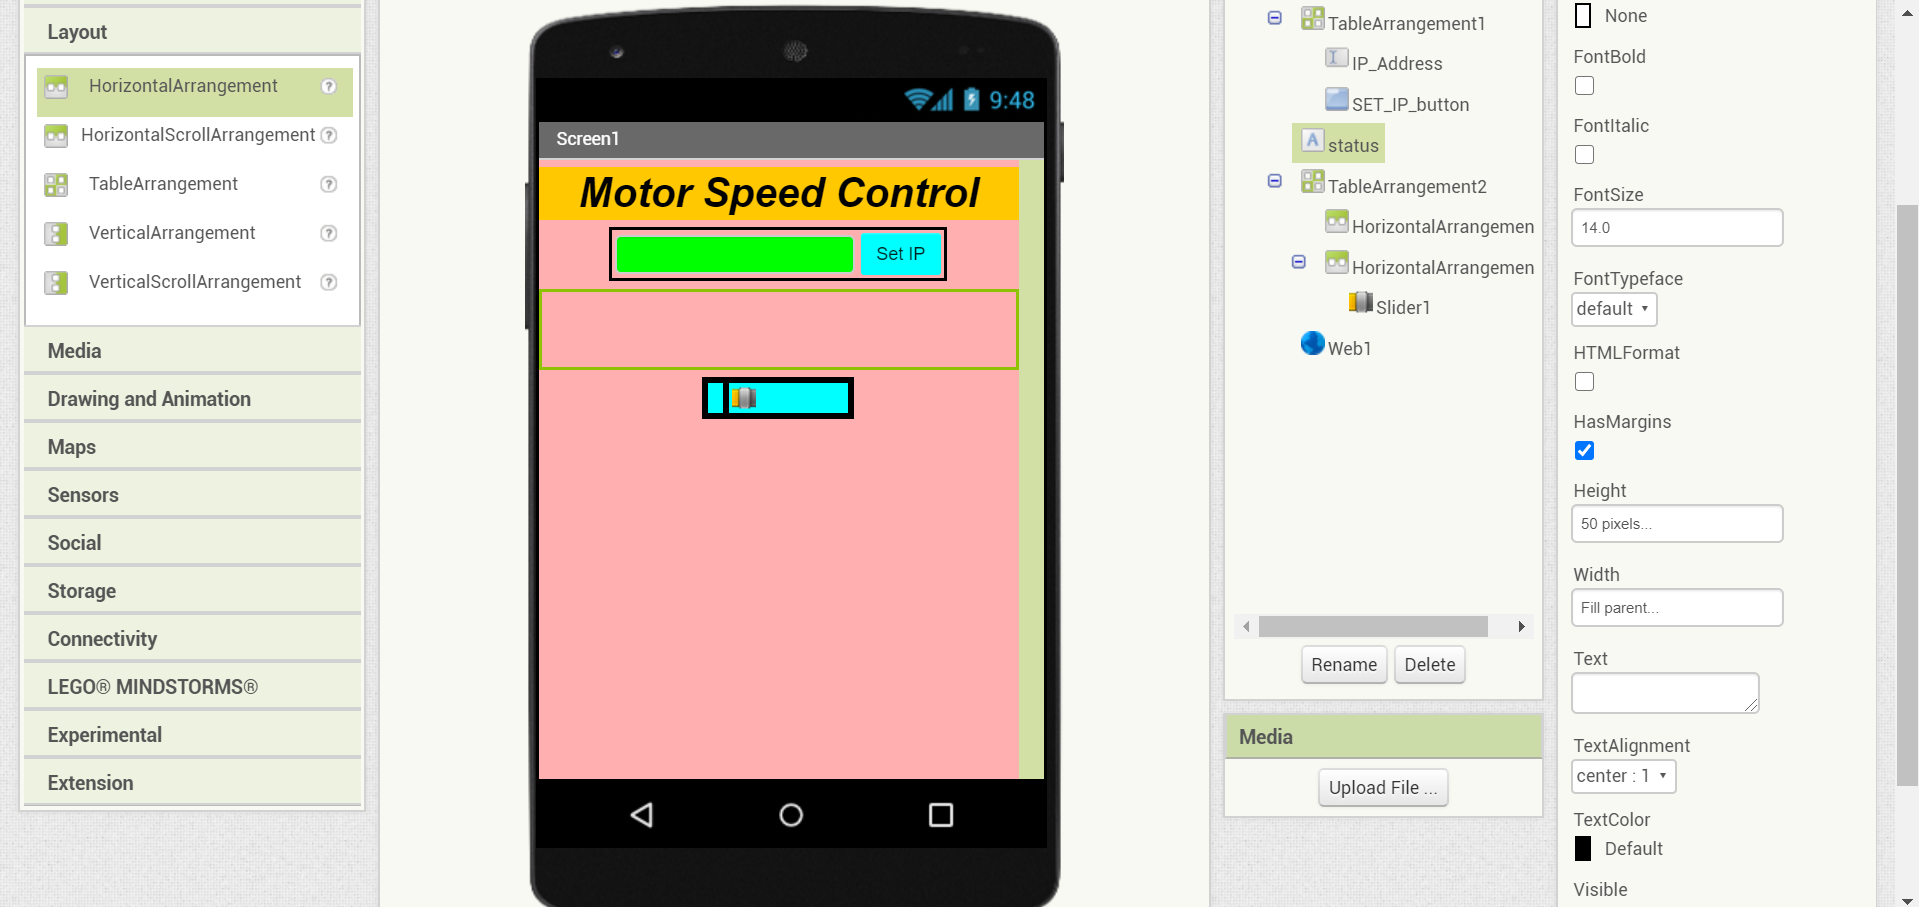 Layout
HorizontalArrangement ?
HorizontalScrollArrangement ?
TableArrangement ?
VerticalArrangement ?
VerticalScrollArrangement ?
Media
Drawing and Animation
Maps
Sensors
Social
Storage
Connectivity
LEGO® MINDSTORMS®
Experimental
Extension
9:48
Screen1
Motor Speed Control
Set IP
TableArrangement1
IP_Address
SET_IP_button
A status
TableArrangement2
HorizontalArrangemen
HorizontalArrangemen
Slider1
Web1
Rename Delete
Media
Upload File ...
None
FontBold
FontItalic
FontSize
14.0
FontTypeface
default
HTMLFormat
HasMargins
Height
50 pixels...
Width
Fill parent...
Text
TextAlignment
center : 1
TextColor
Default
Visible